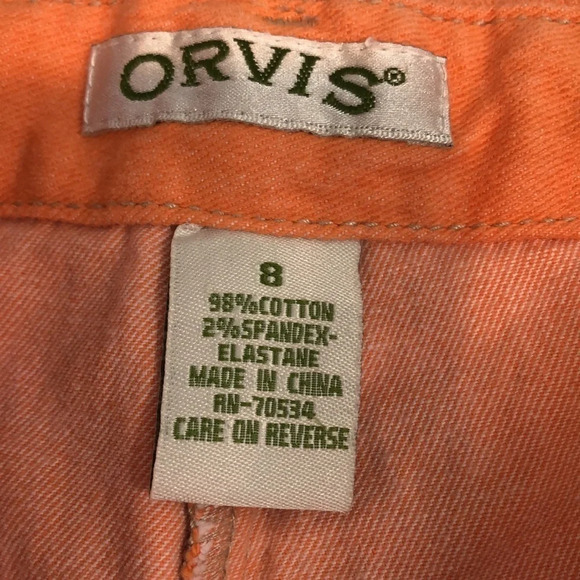 ORVIS®
8
98%COTTON
2%SPANDEX-
ELASTANE
MADE IN CHINA
RN-70534
CARE ON REVERSE